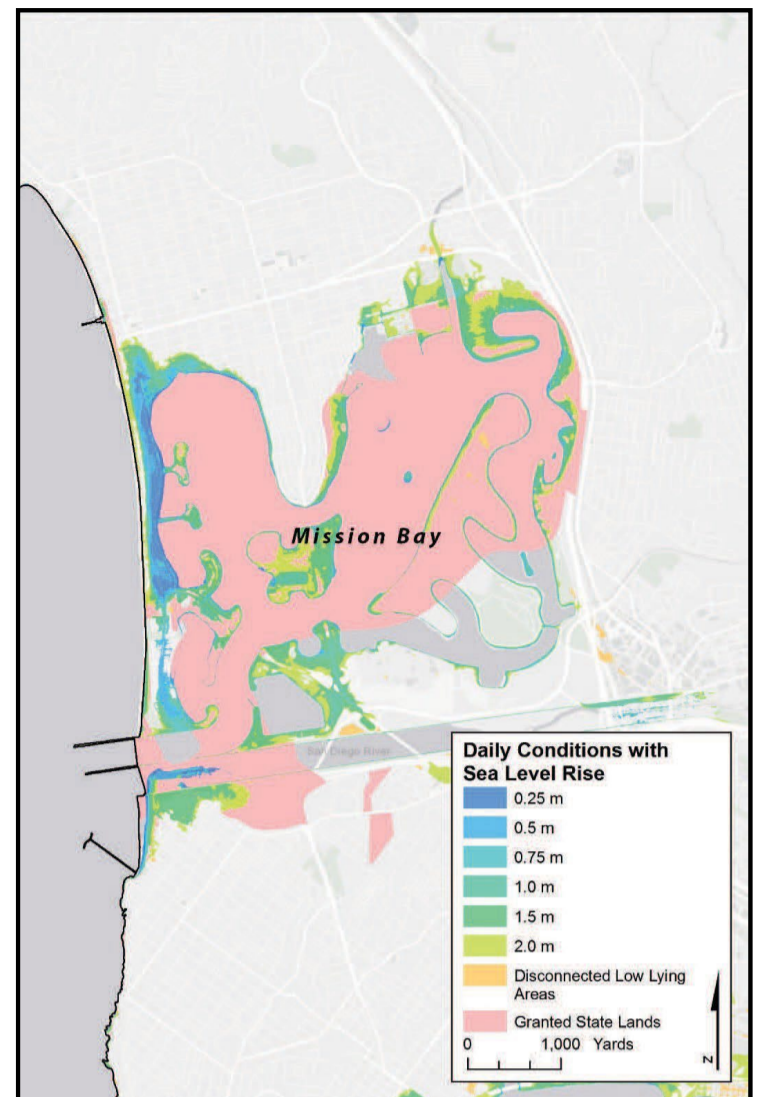 Mission Bay
San Diego River
Daily Conditions with
Sea Level Rise
0.25 m
0.5 m
0.75 m
1.0 m
1.5 m
2.0 m
Disconnected Low Lying
Areas
Granted State Lands
0 1,000 Yards
N